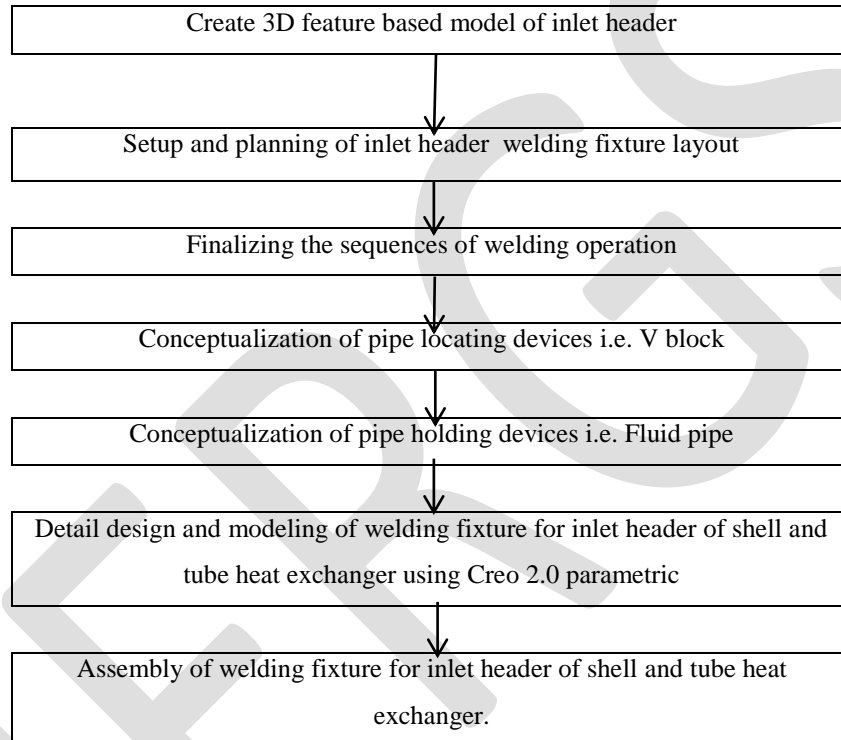 Create 3D feature based model of inlet header
Setup and planning of inlet header welding fixture layout
Finalizing the sequences of welding operation
Conceptualization of pipe locating devices i.e. V block
Conceptualization of pipe holding devices i.e. Fluid pipe
Detail design and modeling of welding fixture for inlet header of shell and
tube heat exchanger using Creo 2.0 parametric
Assembly of welding fixture for inlet header of shell and tube heat
exchanger.